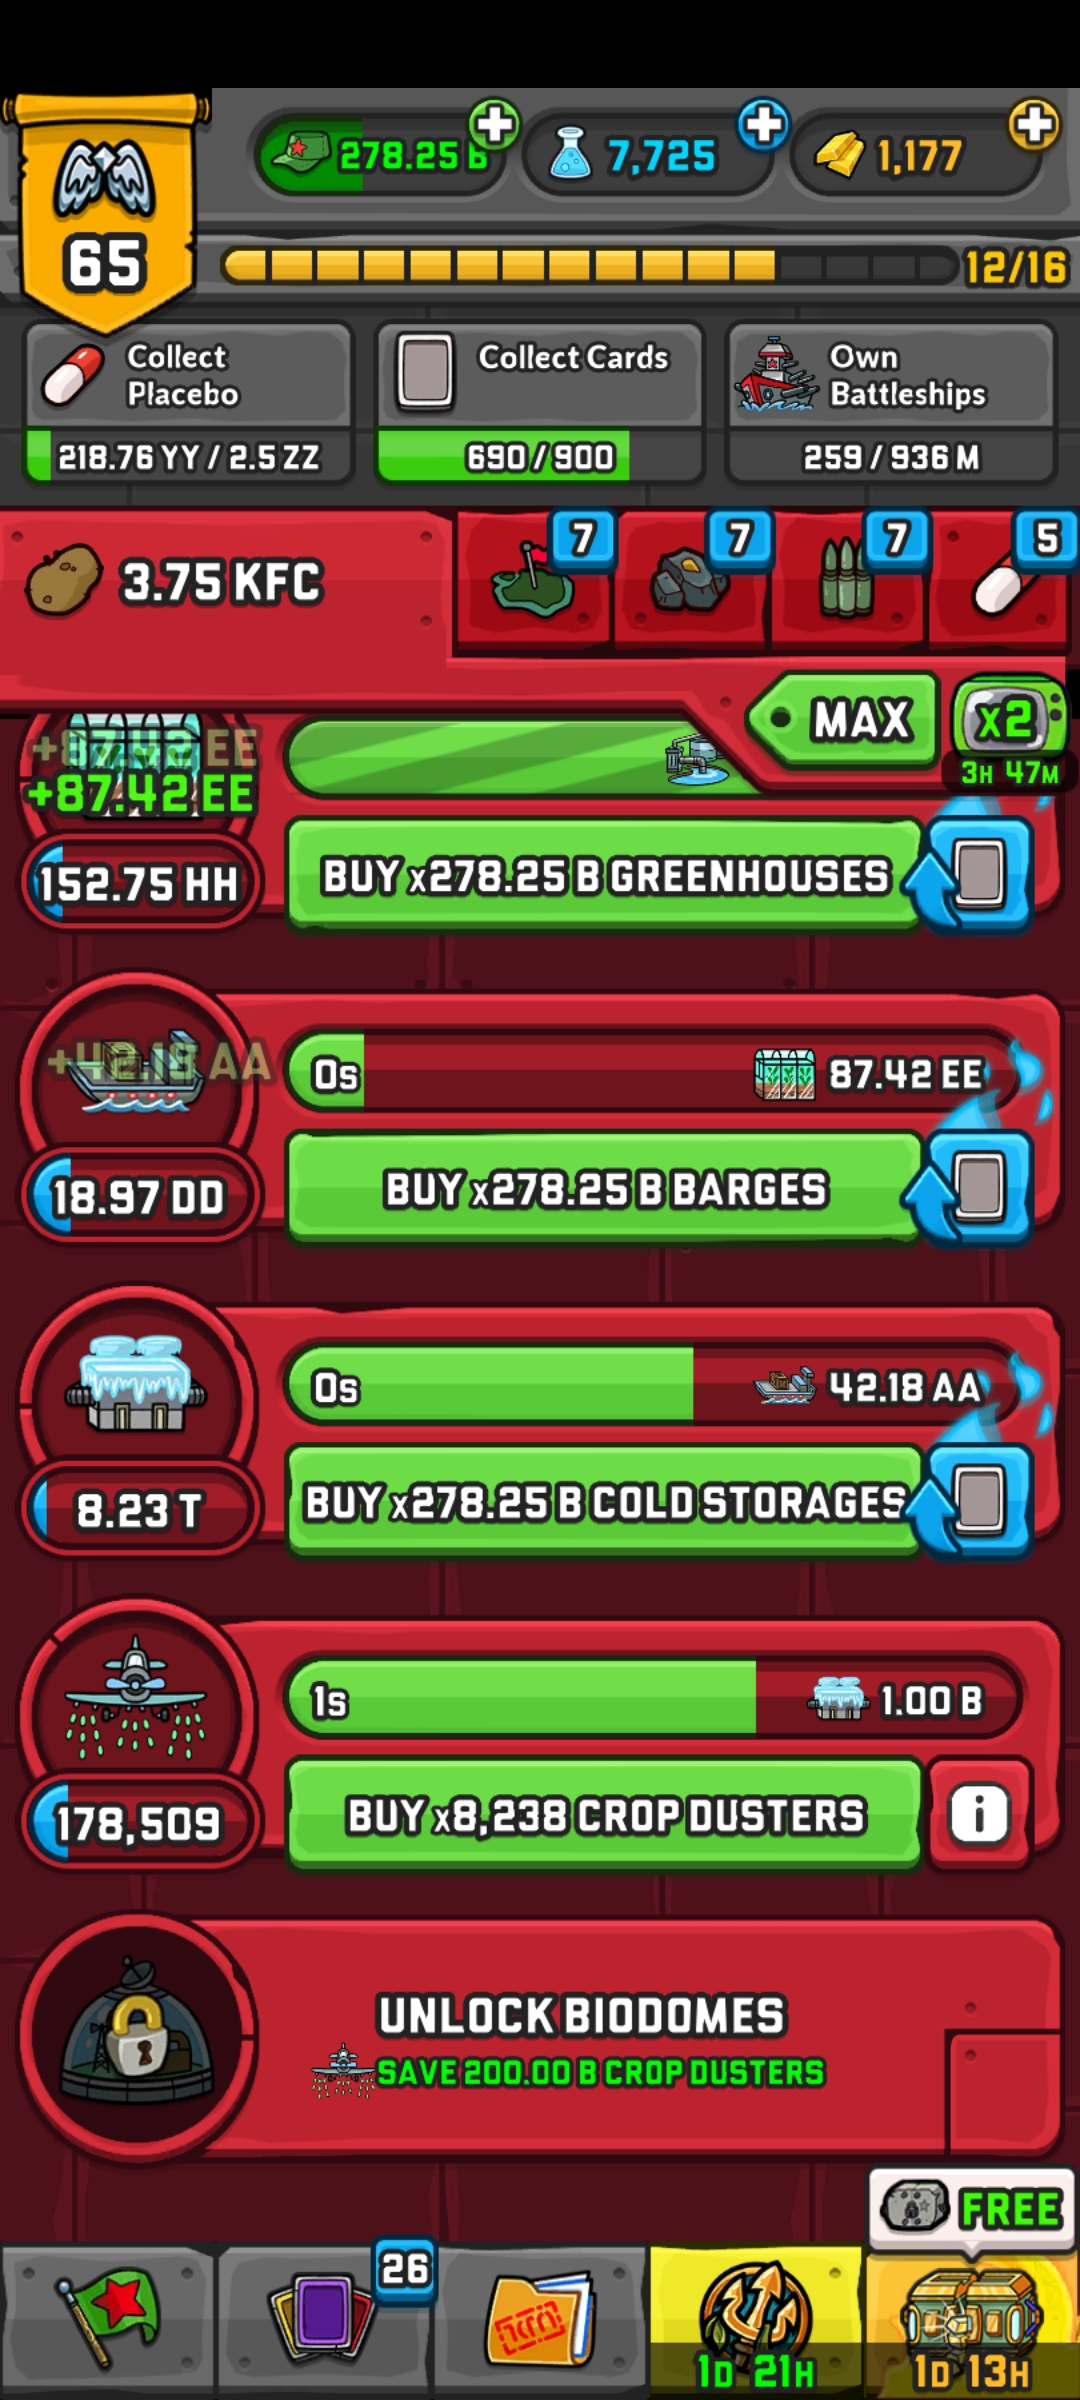 278.25 B
7,725
1,177
65
12/16
Collect
Placebo
218.76 YY / 2.5 ZZ
Collect Cards
690 / 900
Own
Battleships
259 / 936 M
3.75 KFC
7
7
7
5
MAX
x2
3H 47M
+87.42 EE
+87.42 EE
152.75 HH
BUY x278.25 B GREENHOUSES
+42.18 AA
0s
87.42 EE
18.97 DD
BUY x278.25 B BARGES
0s
42.18 AA
8.23 T
BUY x278.25 B COLD STORAGES
1s
1.00 B
178,509
BUY x8,238 CROP DUSTERS
i
UNLOCK BIODOMES
SAVE 200.00 B CROP DUSTERS
FREE
26
1D 21H
1D 13H